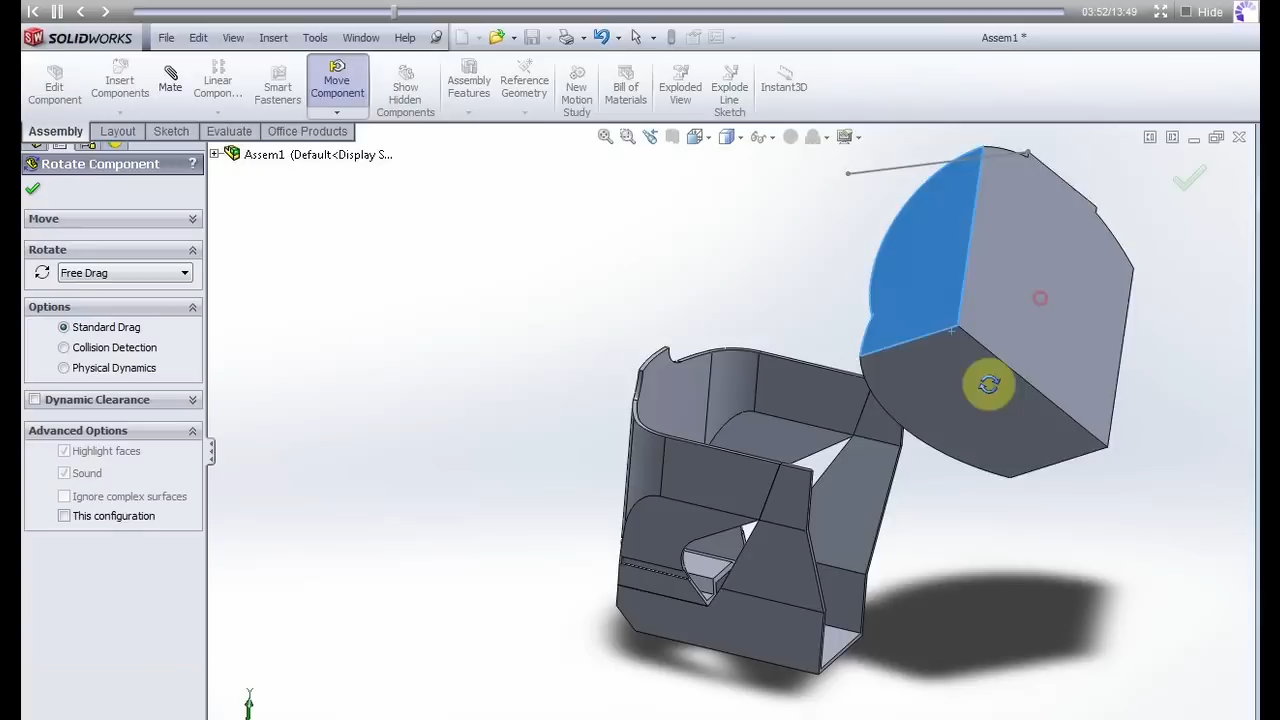 03:52/13:49
Hide
SOLIDWORKS
File Edit View Insert Tools Window Help
Assem1 *
Edit Component
Insert Components
Mate
Linear Compon...
Smart Fasteners
Move Component
Show Hidden Components
Assembly Features
Reference Geometry
New Motion Study
Bill of Materials
Exploded View
Explode Line Sketch
Instant3D
Assembly Layout Sketch Evaluate Office Products
Assem1 (Default<Display S...
Rotate Component ?
Move
Rotate
Free Drag
Options
Standard Drag
Collision Detection
Physical Dynamics
Dynamic Clearance
Advanced Options
Highlight faces
Sound
Ignore complex surfaces
This configuration
Y